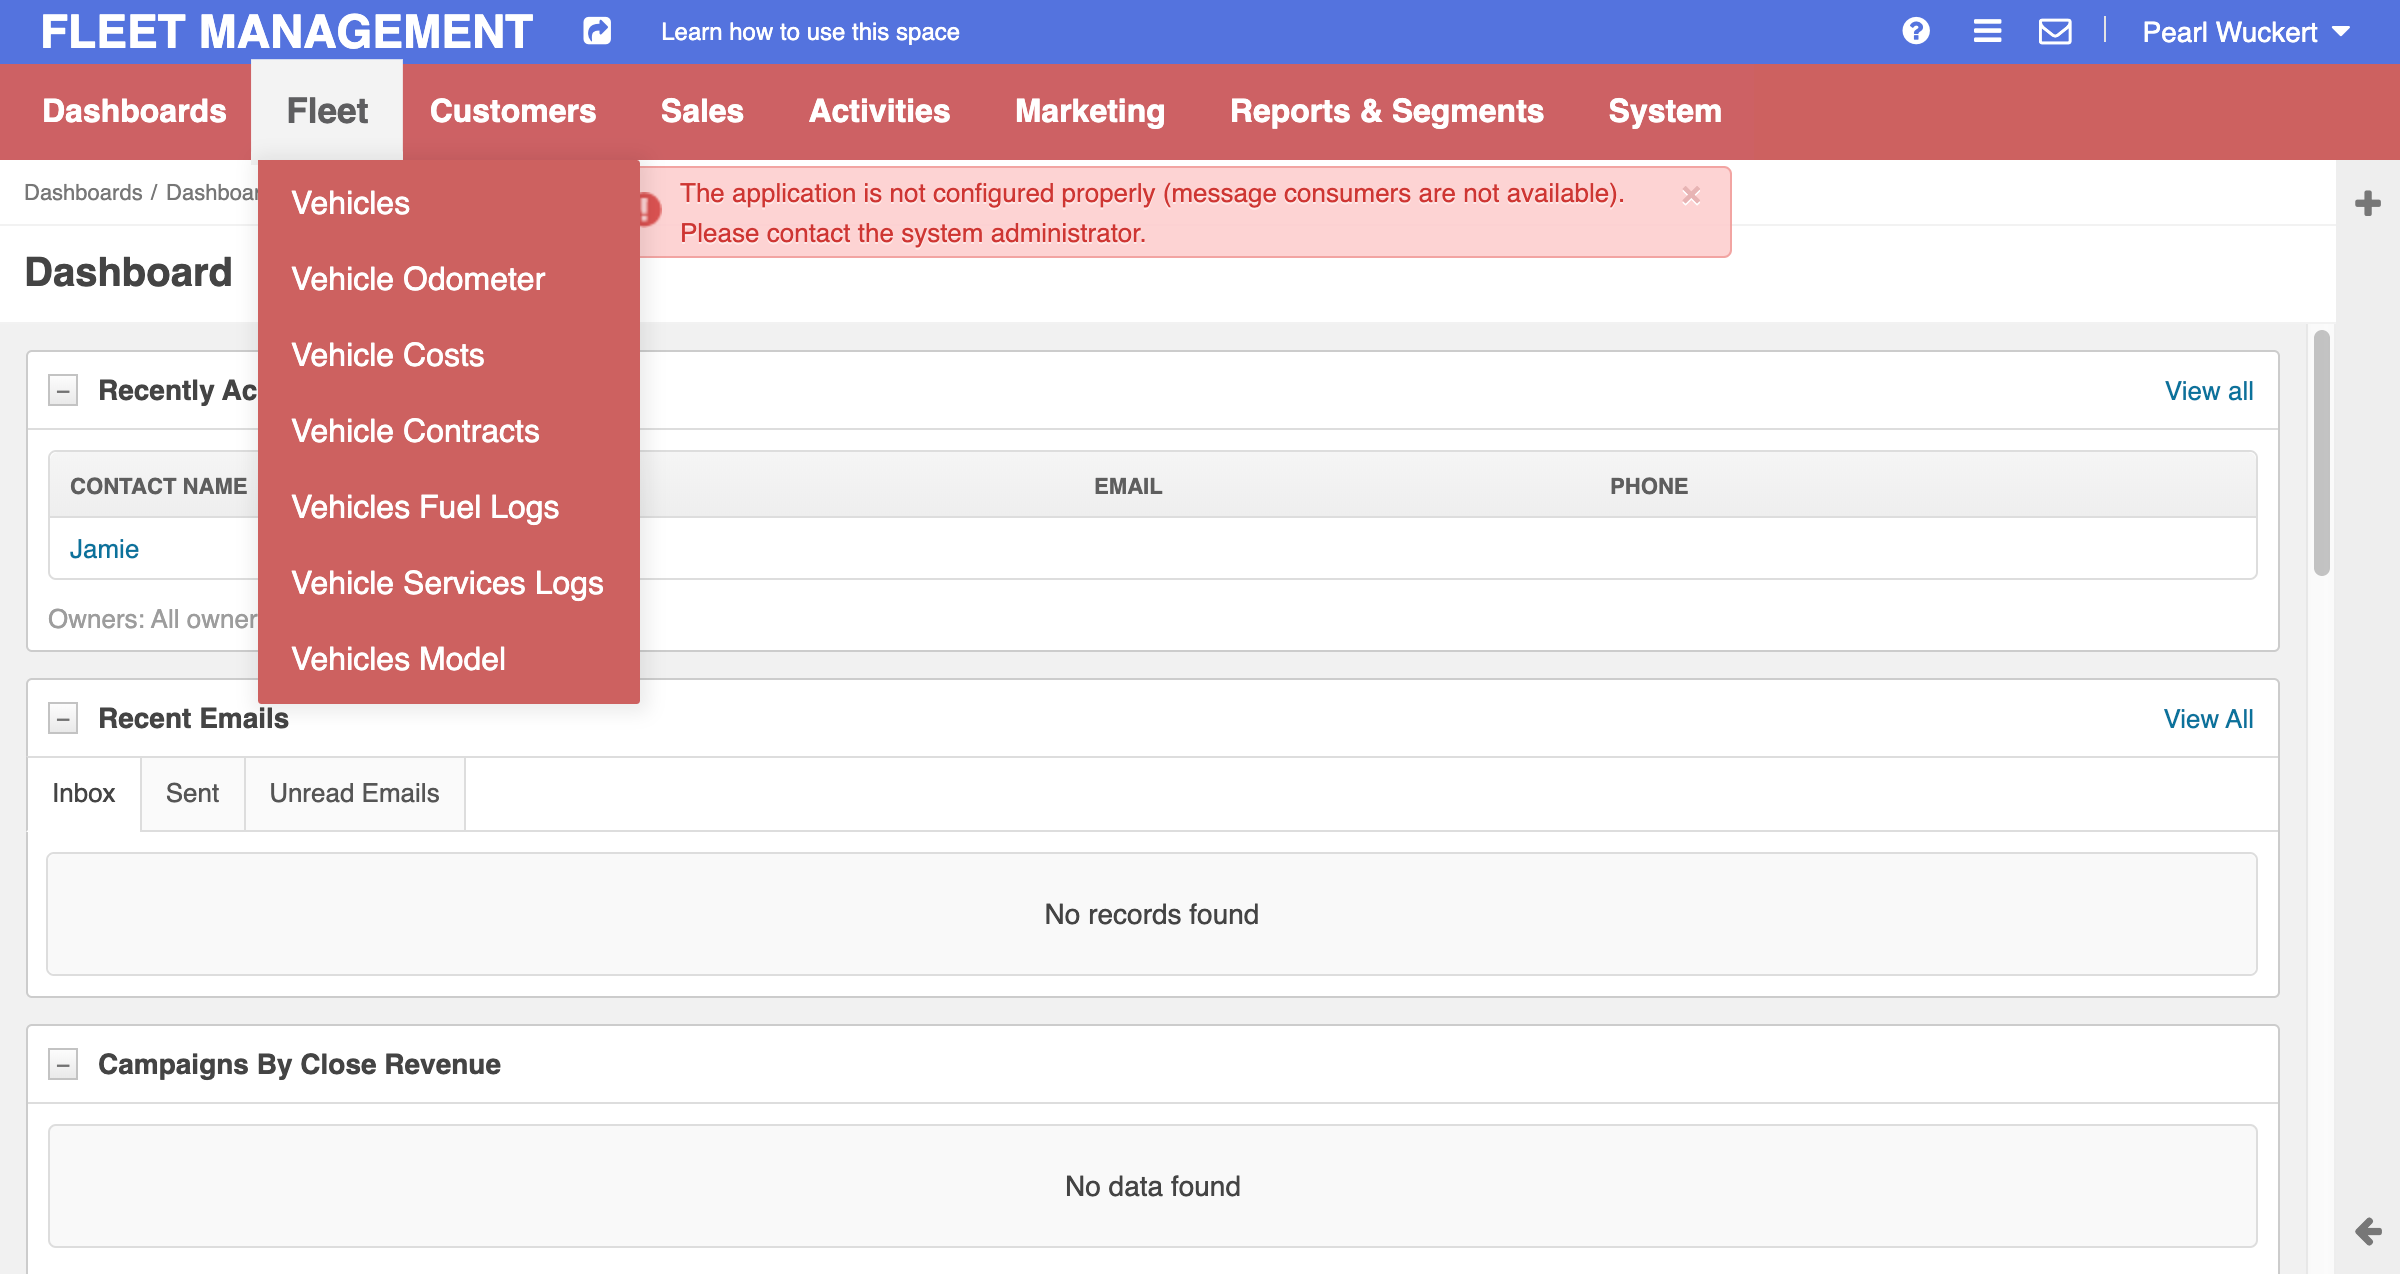 FLEET MANAGEMENT
Learn how to use this space
Pearl Wuckert
Dashboards
Fleet
Customers
Sales
Activities
Marketing
Reports & Segments
System
Dashboards /
Vehicles
Vehicle Odometer
Vehicle Costs
Vehicle Contracts
Vehicles Fuel Logs
Vehicle Services Logs
Vehicles Model
The application is not configured properly (message consumers are not available).
Please contact the system administrator.
×
Dashboard
Recently
View all
CONTACT NAME
EMAIL
PHONE
Jamie
Owners: All
Recent Emails
View All
Inbox
Sent
Unread Emails
No records found
Campaigns By Close Revenue
No data found